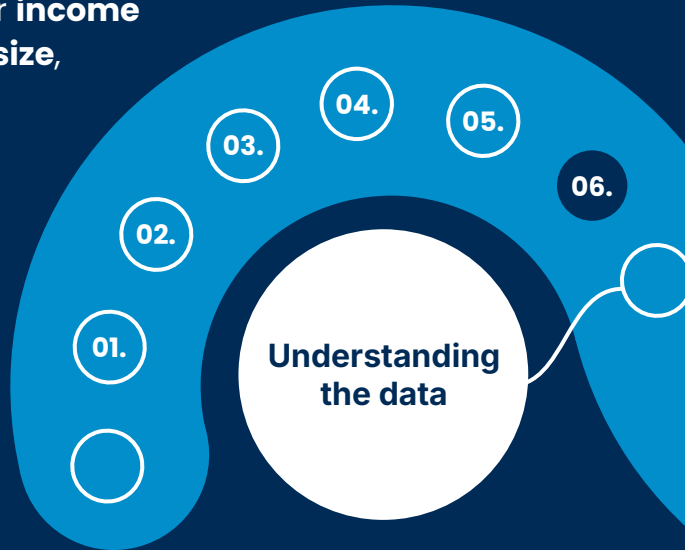 r income
size,
04.
05.
03.
06.
02.
01.
Understanding
the data